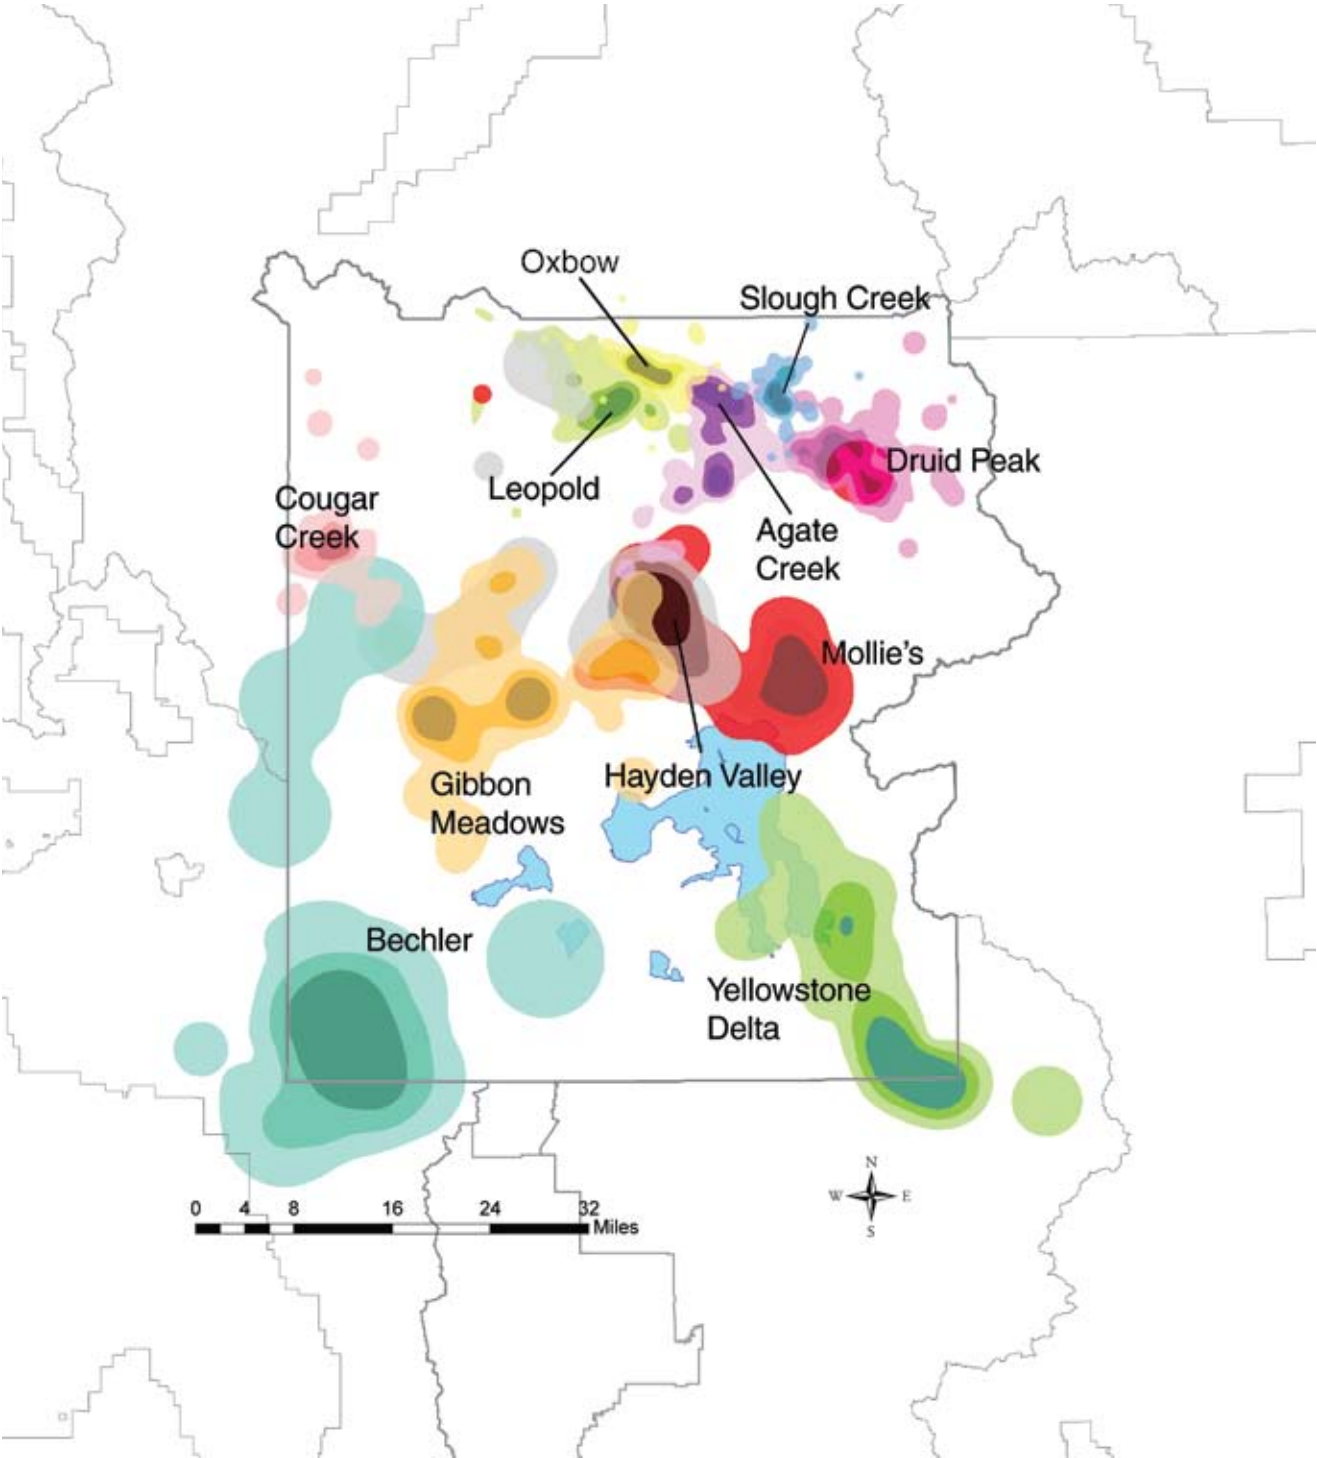 Oxbow
Slough Creek
Druid Peak
Leopold
Cougar
Creek
Agate
Creek
Mollie's
Gibbon
Meadows
Hayden Valley
Bechler
Yellowstone
Delta
N
W E
S
0 4 8 16 24 32
Miles